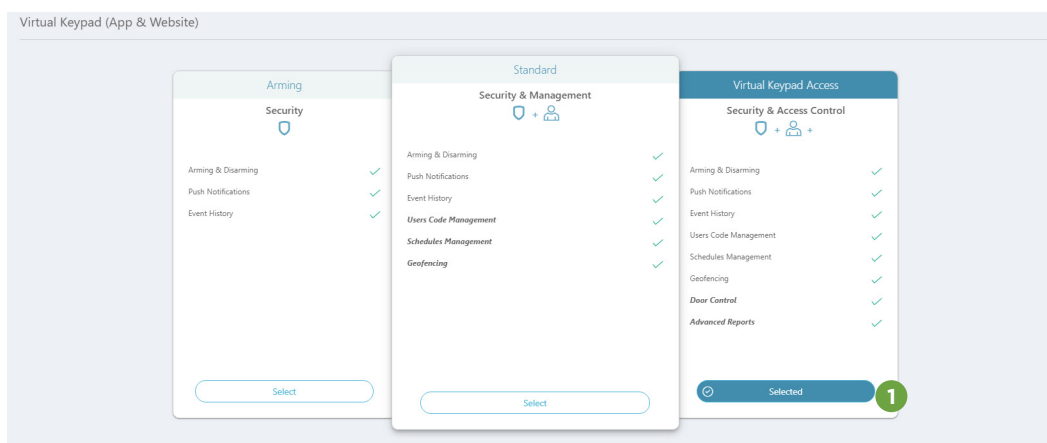 Virtual Keypad (App & Website)
Arming
Security
Arming & Disarming
Push Notifications
Event History
Select
Standard
Security & Management
+
Arming & Disarming
Push Notifications
Event History
Users Code Management
Schedules Management
Geofencing
Select
Virtual Keypad Access
Security & Access Control
+ +
Arming & Disarming
Push Notifications
Event History
Users Code Management
Schedules Management
Geofencing
Door Control
Advanced Reports
Selected
1